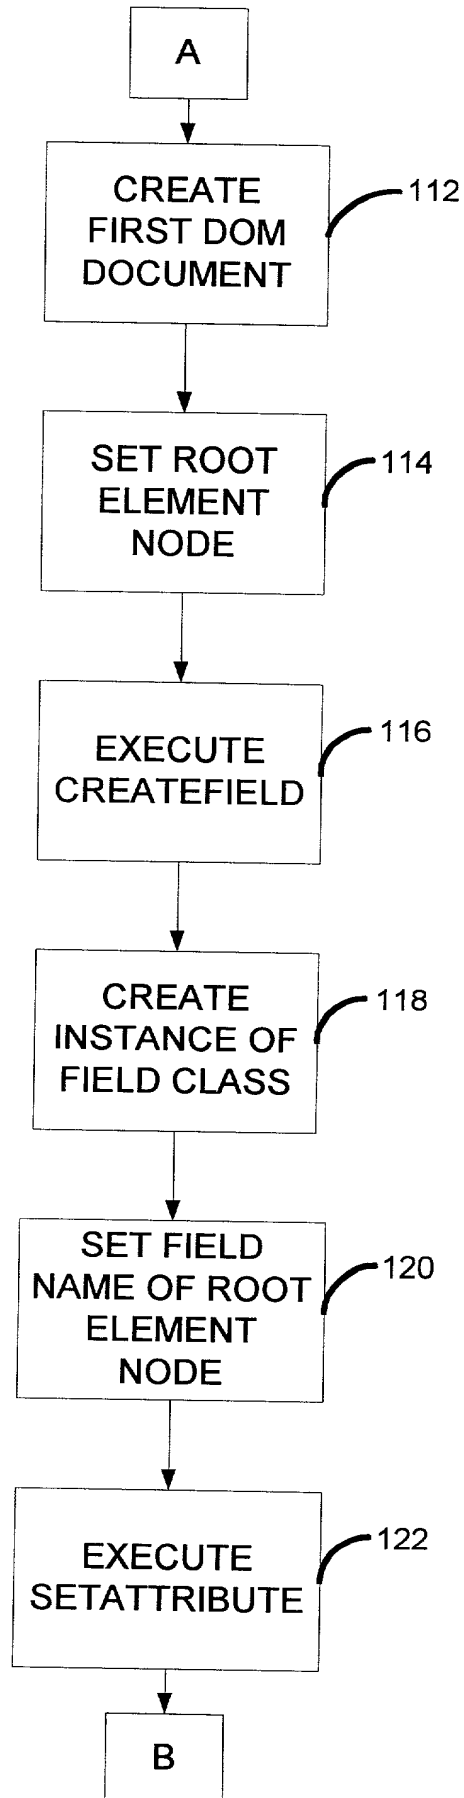 A
CREATE
FIRST DOM
DOCUMENT
112
SET ROOT
ELEMENT
NODE
114
EXECUTE
CREATEFIELD
116
CREATE
INSTANCE OF
FIELD CLASS
118
SET FIELD
NAME OF ROOT
ELEMENT
NODE
120
EXECUTE
SETATTRIBUTE
122
B